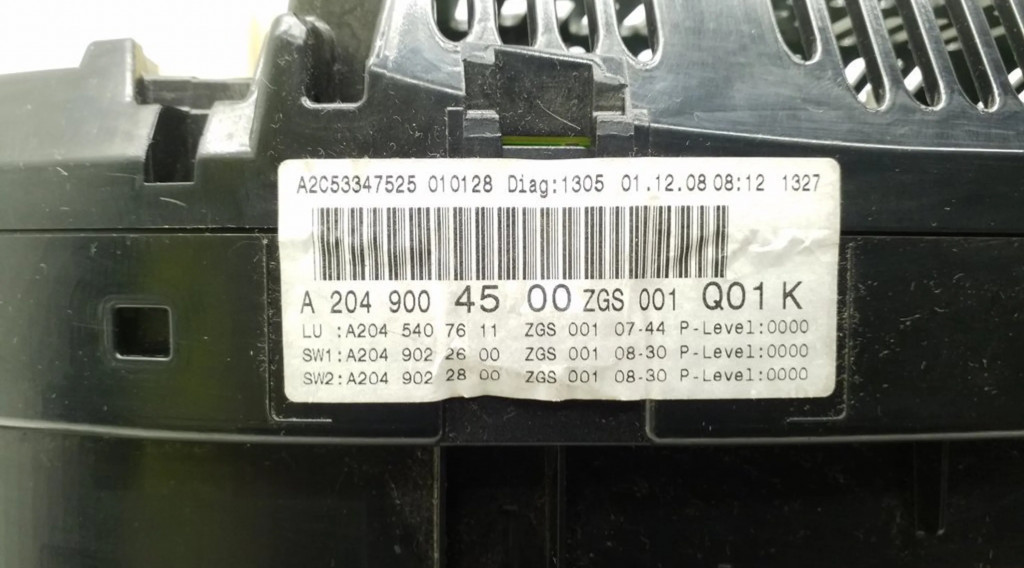 A2C53347525 010128 Diag:1305 01.12.08 08:12 1327
A 204 900 45 00 ZGS 001 Q01 K
LU :A204 540 76 11 ZGS 001 07-44 P-Level:0000
SW1:A204 902 26 00 ZGS 001 08-30 P-Level:0000
SW2:A204 902 28 00 ZGS 001 08-30 P-Level:0000